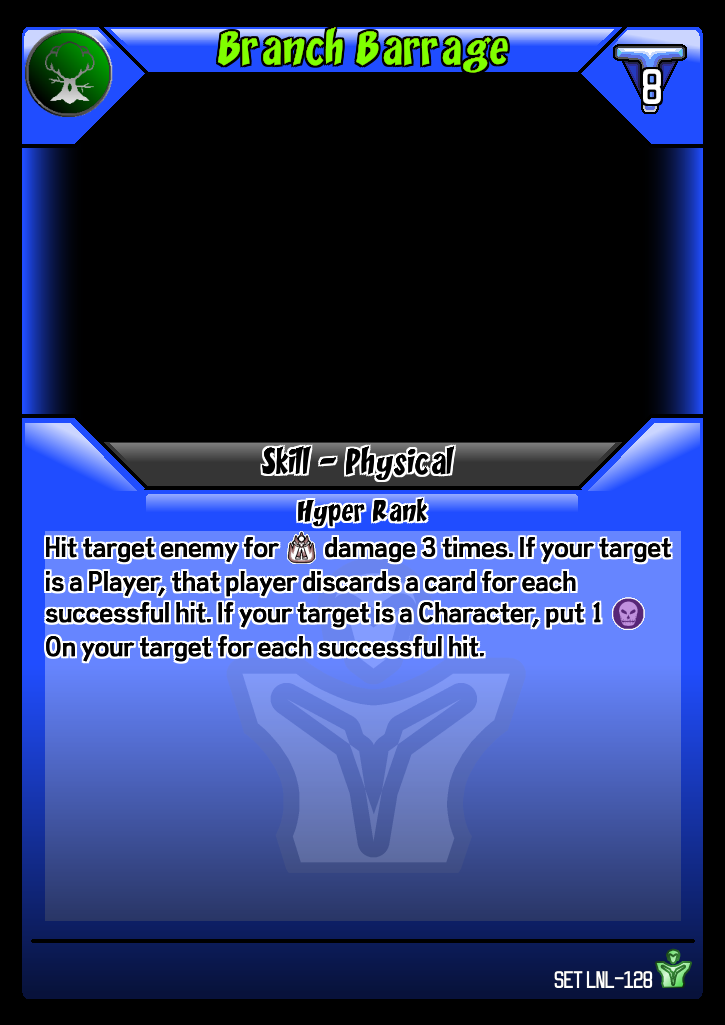 Branch Barrage
8
Skill - Physical
Hyper Rank
Hit target enemy for damage 3 times. If your target
is a Player, that player discards a card for each
successful hit. If your target is a Character, put 1
On your target for each successful hit.
SET LNL-128